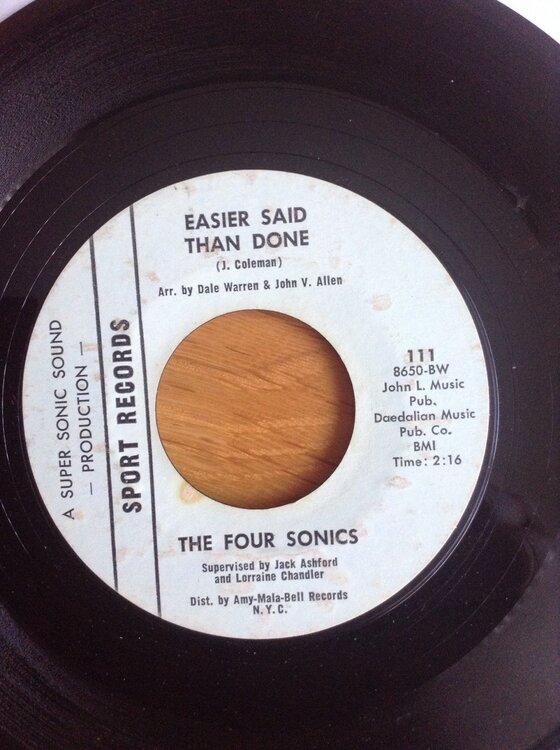 EASIER SAID
THAN DONE
(J. Coleman)
Arr. by Dale Warren & John V. Allen
A SUPER SONIC SOUND
— PRODUCTION —
SPORT RECORDS
111
8650-BW
John L. Music
Pub.
Daedalian Music
Pub. Co.
BMI
Time: 2:16
THE FOUR SONICS
Supervised by Jack Ashford
and Lorraine Chandler
Dist. by Amy-Mala-Bell Records
N.Y.C.